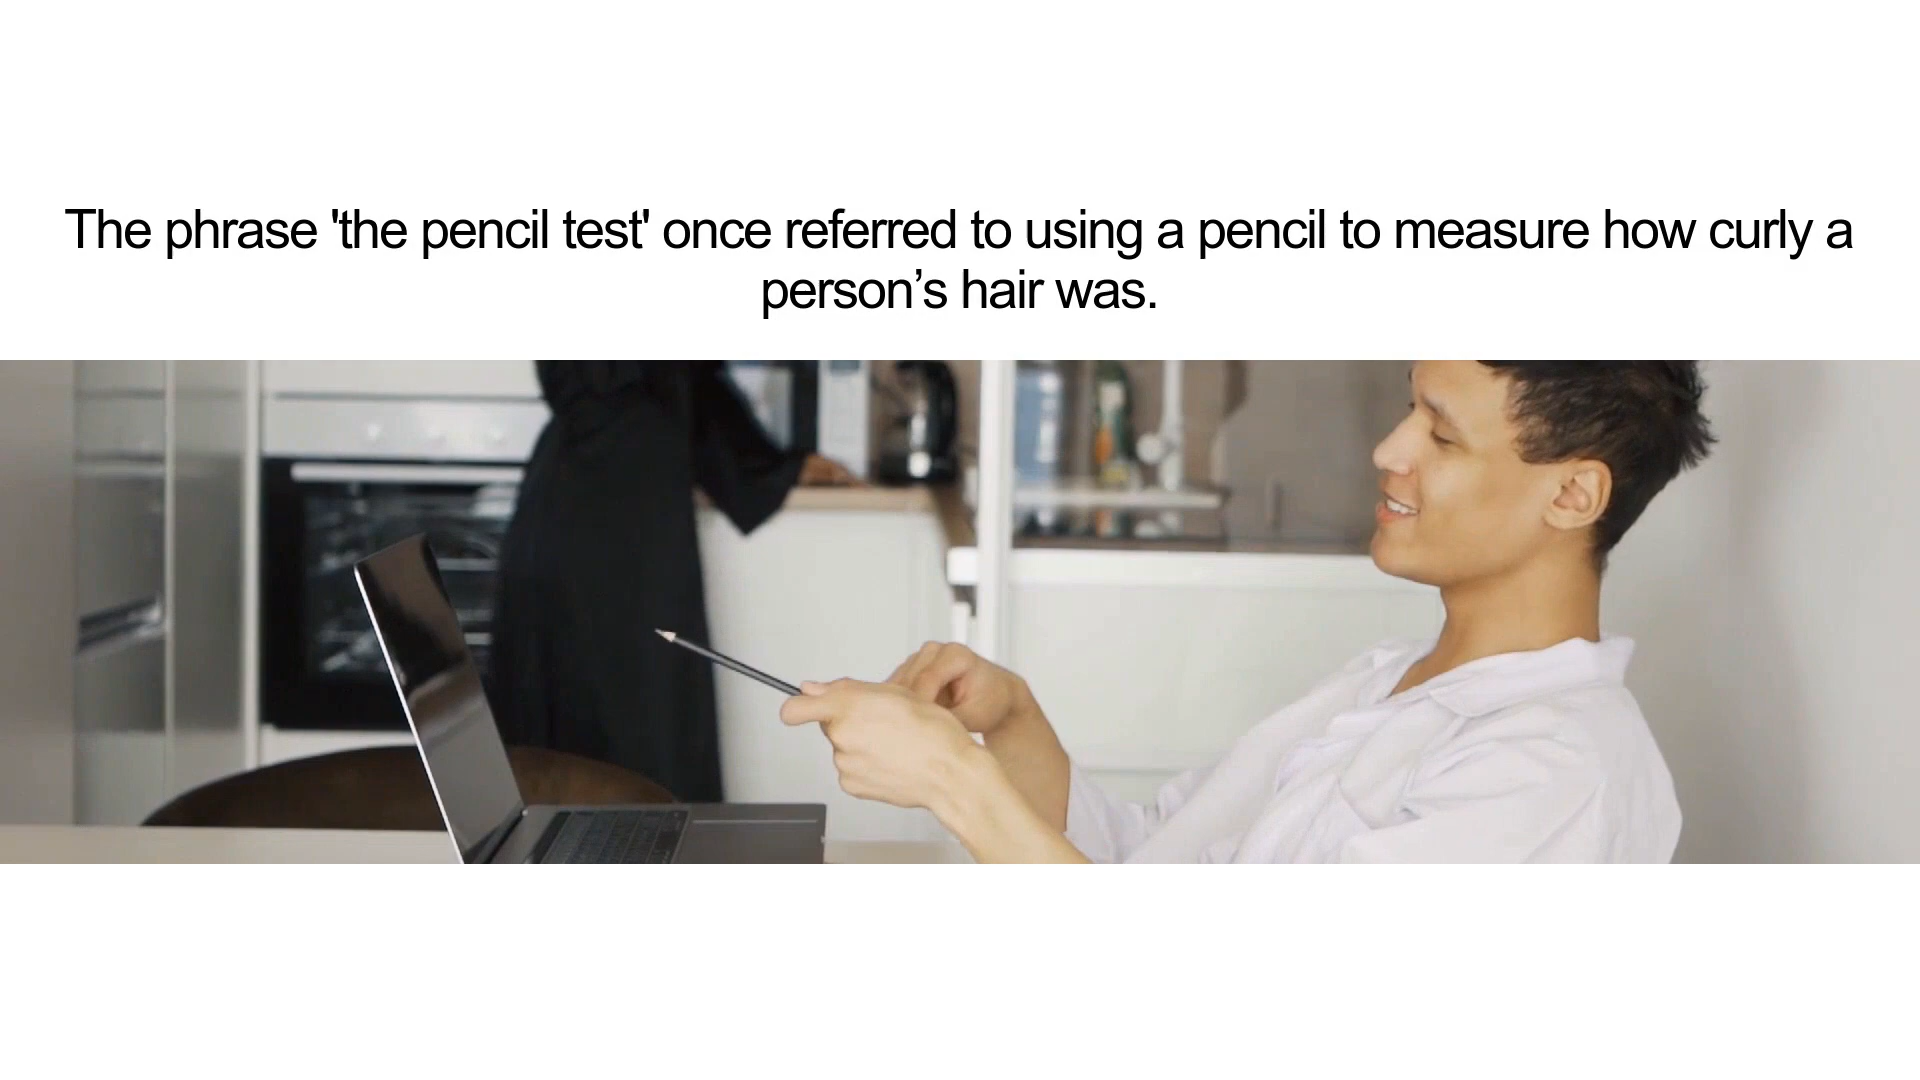 The phrase 'the pencil test' once referred to using a pencil to measure how curly a
person’s hair was.